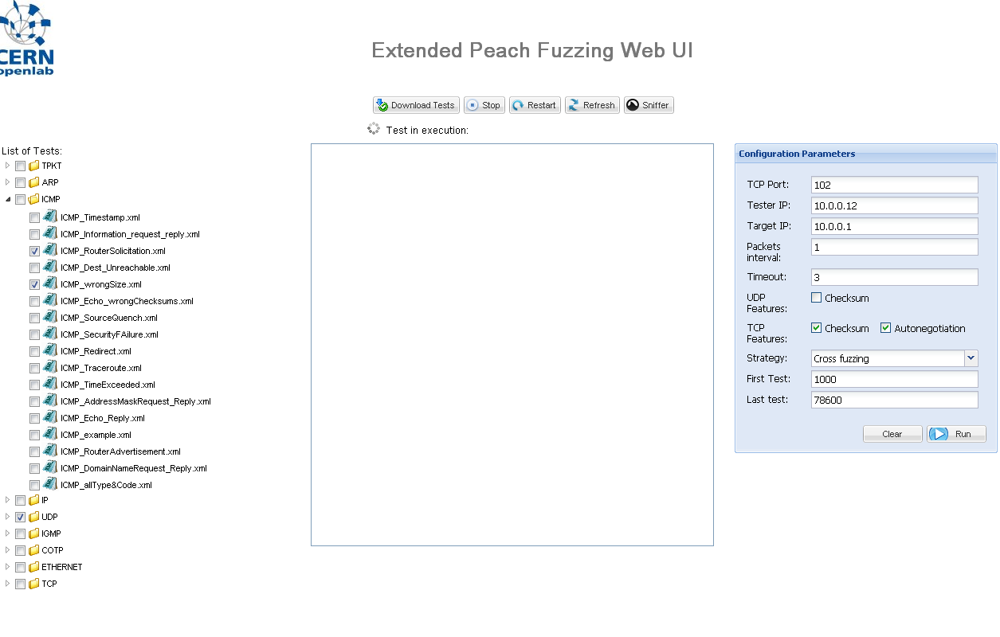 CERN
openlab
Extended Peach Fuzzing Web UI
Download Tests Stop Restart Refresh Sniffer
Test in execution:
List of Tests:
TPKT
ARP
ICMP
ICMP_Timestamp.xml
ICMP_Information_request_reply.xml
ICMP_RouterSolicitation.xml
ICMP_Dest_Unreachable.xml
ICMP_wrongSize.xml
ICMP_Echo_wrongChecksums.xml
ICMP_SourceQuench.xml
ICMP_SecurityFAilure.xml
ICMP_Redirect.xml
ICMP_Traceroute.xml
ICMP_TimeExceeded.xml
ICMP_AddressMaskRequest_Reply.xml
ICMP_Echo_Reply.xml
ICMP_example.xml
ICMP_RouterAdvertisement.xml
ICMP_DomainNameRequest_Reply.xml
ICMP_allType&Code.xml
IP
UDP
IGMP
COTP
ETHERNET
TCP
Configuration Parameters
TCP Port: 102
Tester IP: 10.0.0.12
Target IP: 10.0.0.1
Packets interval: 1
Timeout: 3
UDP Features: Checksum
TCP Features: Checksum Autonegotiation
Strategy: Cross fuzzing
First Test: 1000
Last test: 78600
Clear Run